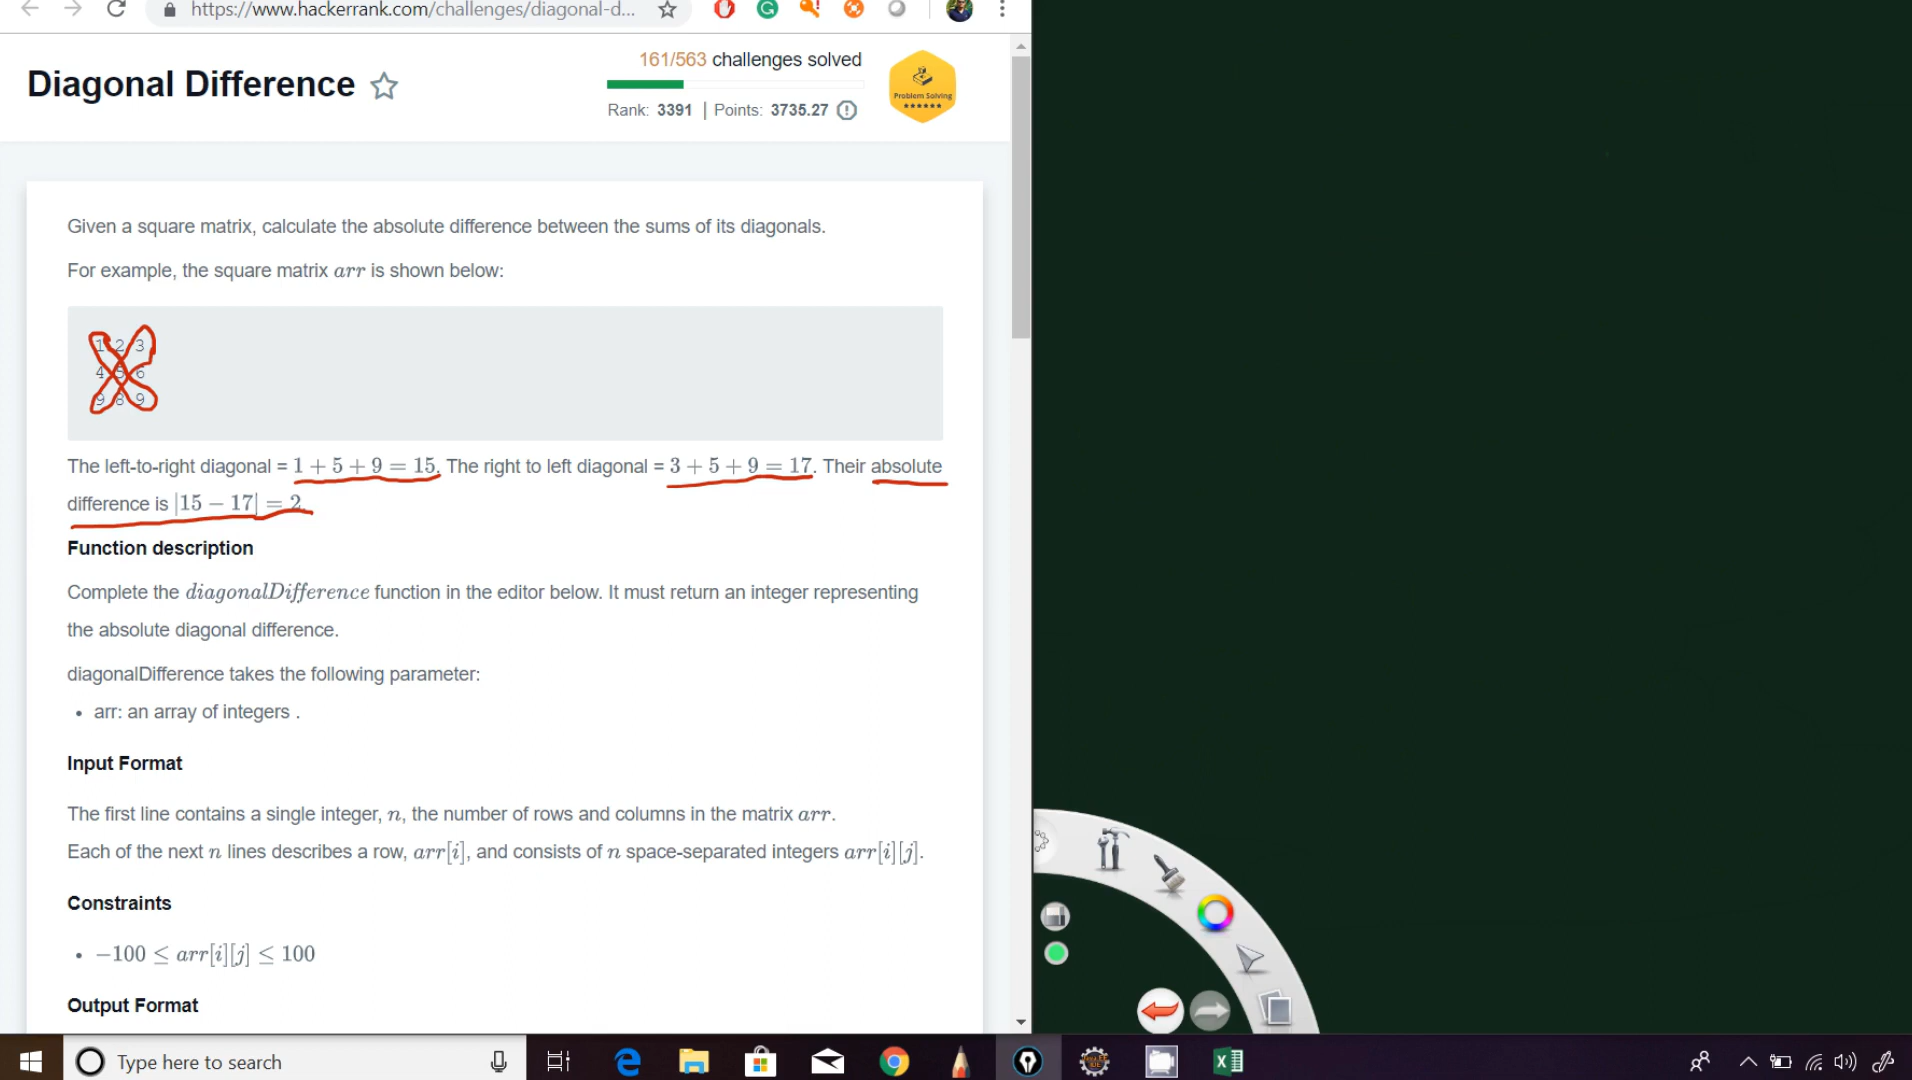 https://www.hackerrank.com/challenges/diagonal-d...
Diagonal Difference
161/563 challenges solved
Rank: 3391 | Points: 3735.27
Problem Solving
Given a square matrix, calculate the absolute difference between the sums of its diagonals.
For example, the square matrix arr is shown below:
1 2 3
4 5 6
9 8 9
The left-to-right diagonal = 1 + 5 + 9 = 15. The right to left diagonal = 3 + 5 + 9 = 17. Their absolute
difference is |15 − 17| = 2.
Function description
Complete the diagonalDifference function in the editor below. It must return an integer representing
the absolute diagonal difference.
diagonalDifference takes the following parameter:
• arr: an array of integers .
Input Format
The first line contains a single integer, n, the number of rows and columns in the matrix arr.
Each of the next n lines describes a row, arr[i], and consists of n space-separated integers arr[i][j].
Constraints
• −100 ≤ arr[i][j] ≤ 100
Output Format
Type here to search